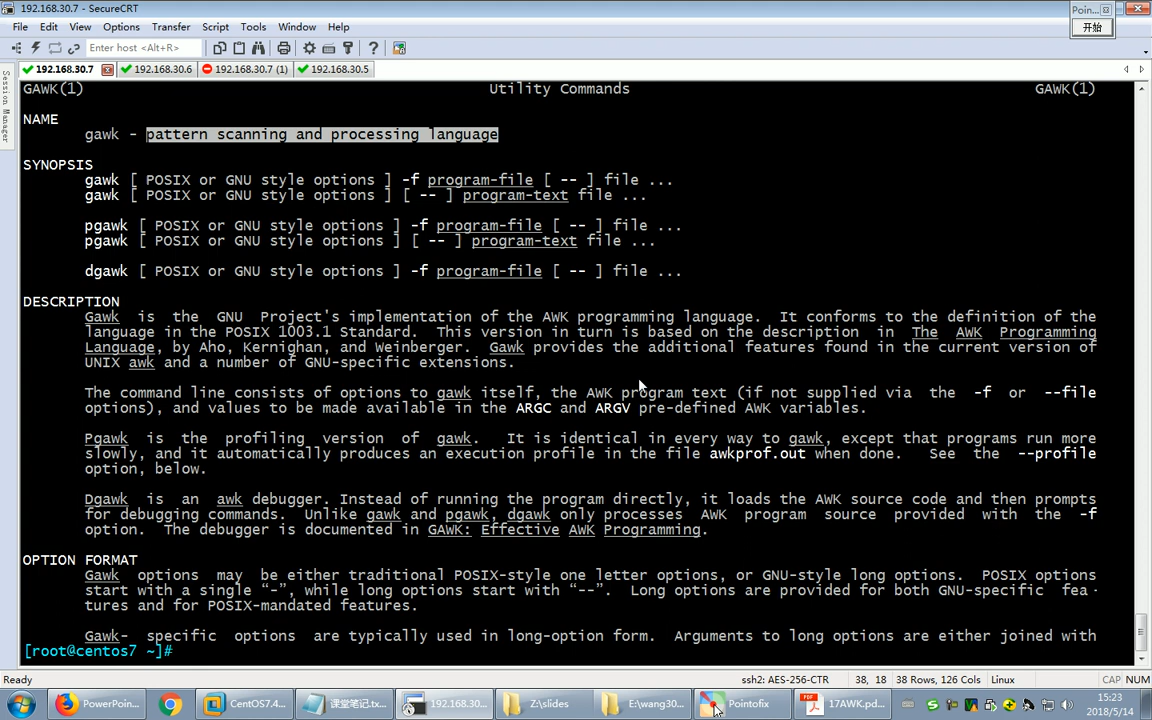 192.168.30.7 - SecureCRT
Poin...
开始
File Edit View Options Transfer Script Tools Window Help
Enter host <Alt+R>
Session Manager
192.168.30.7 192.168.30.6 192.168.30.7 (1) 192.168.30.5
GAWK(1) Utility Commands GAWK(1)
NAME
gawk - pattern scanning and processing language
SYNOPSIS
gawk [ POSIX or GNU style options ] -f program-file [ -- ] file ...
gawk [ POSIX or GNU style options ] [ -- ] program-text file ...
pgawk [ POSIX or GNU style options ] -f program-file [ -- ] file ...
pgawk [ POSIX or GNU style options ] [ -- ] program-text file ...
dgawk [ POSIX or GNU style options ] -f program-file [ -- ] file ...
DESCRIPTION
Gawk is the GNU Project's implementation of the AWK programming language. It conforms to the definition of the
language in the POSIX 1003.1 Standard. This version in turn is based on the description in The AWK Programming
Language, by Aho, Kernighan, and Weinberger. Gawk provides the additional features found in the current version of
UNIX awk and a number of GNU-specific extensions.
The command line consists of options to gawk itself, the AWK program text (if not supplied via the -f or --file
options), and values to be made available in the ARGC and ARGV pre-defined AWK variables.
Pgawk is the profiling version of gawk. It is identical in every way to gawk, except that programs run more
slowly, and it automatically produces an execution profile in the file awkprof.out when done. See the --profile
option, below.
Dgawk is an awk debugger. Instead of running the program directly, it loads the AWK source code and then prompts
for debugging commands. Unlike gawk and pgawk, dgawk only processes AWK program source provided with the -f
option. The debugger is documented in GAWK: Effective AWK Programming.
OPTION FORMAT
Gawk options may be either traditional POSIX-style one letter options, or GNU-style long options. POSIX options
start with a single “-”, while long options start with “--”. Long options are provided for both GNU-specific fea-
tures and for POSIX-mandated features.
Gawk- specific options are typically used in long-option form. Arguments to long options are either joined with
[root@centos7 ~]#
Ready ssh2: AES-256-CTR 38, 18 38 Rows, 126 Cols Linux CAP NUM
PowerPoin... CentOS7.4... 课堂笔记.tx... 192.168.30... Z:\slides E:\wang30... Pointofix 17AWK.pd... 15:23
2018/5/14